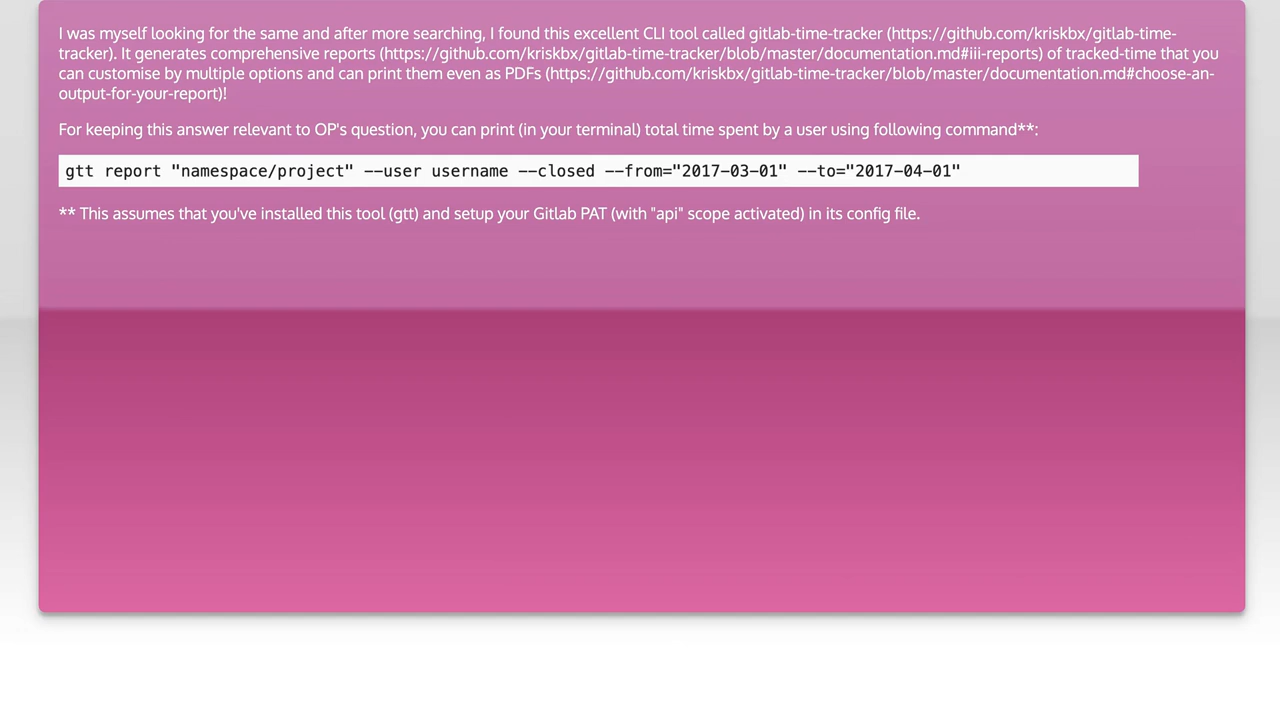 I was myself looking for the same and after more searching, I found this excellent CLI tool called gitlab-time-tracker (https://github.com/kriskbx/gitlab-time-
tracker). It generates comprehensive reports (https://github.com/kriskbx/gitlab-time-tracker/blob/master/documentation.md#iii-reports) of tracked-time that you
can customise by multiple options and can print them even as PDFs (https://github.com/kriskbx/gitlab-time-tracker/blob/master/documentation.md#choose-an-
output-for-your-report)!
For keeping this answer relevant to OP's question, you can print (in your terminal) total time spent by a user using following command**:
gtt report "namespace/project" --user username --closed --from="2017-03-01" --to="2017-04-01"
** This assumes that you've installed this tool (gtt) and setup your Gitlab PAT (with "api" scope activated) in its config file.